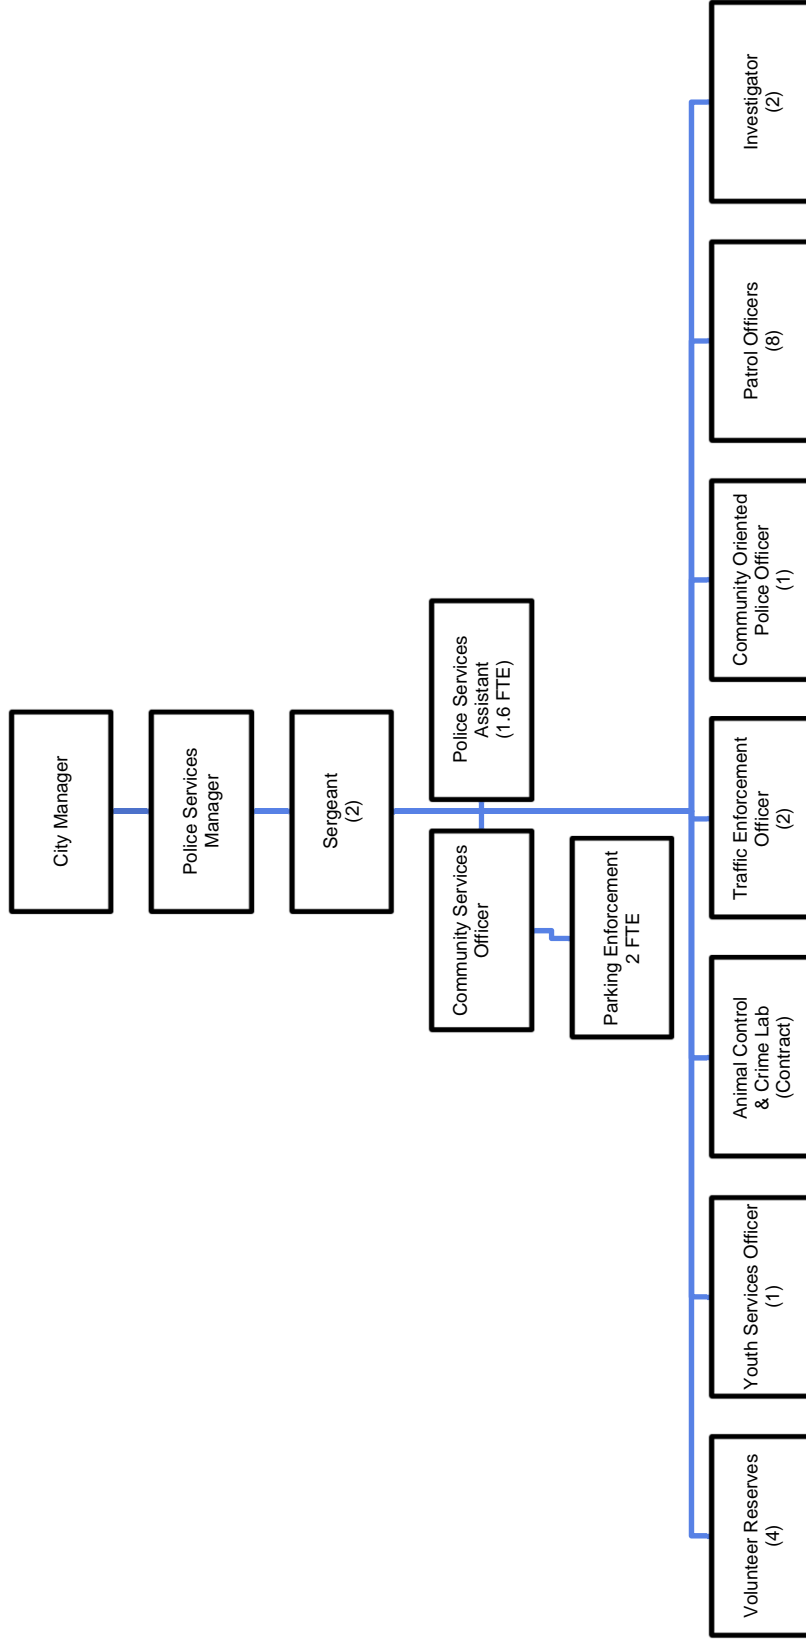 City Manager
Police Services
Manager
Sergeant
(2)
Community Services
Officer
Police Services
Assistant
(1.6 FTE)
Parking Enforcement
2 FTE
Volunteer Reserves
(4)
Youth Services Officer
(1)
Animal Control
& Crime Lab
(Contract)
Traffic Enforcement
Officer
(2)
Community Oriented
Police Officer
(1)
Patrol Officers
(8)
Investigator
(2)